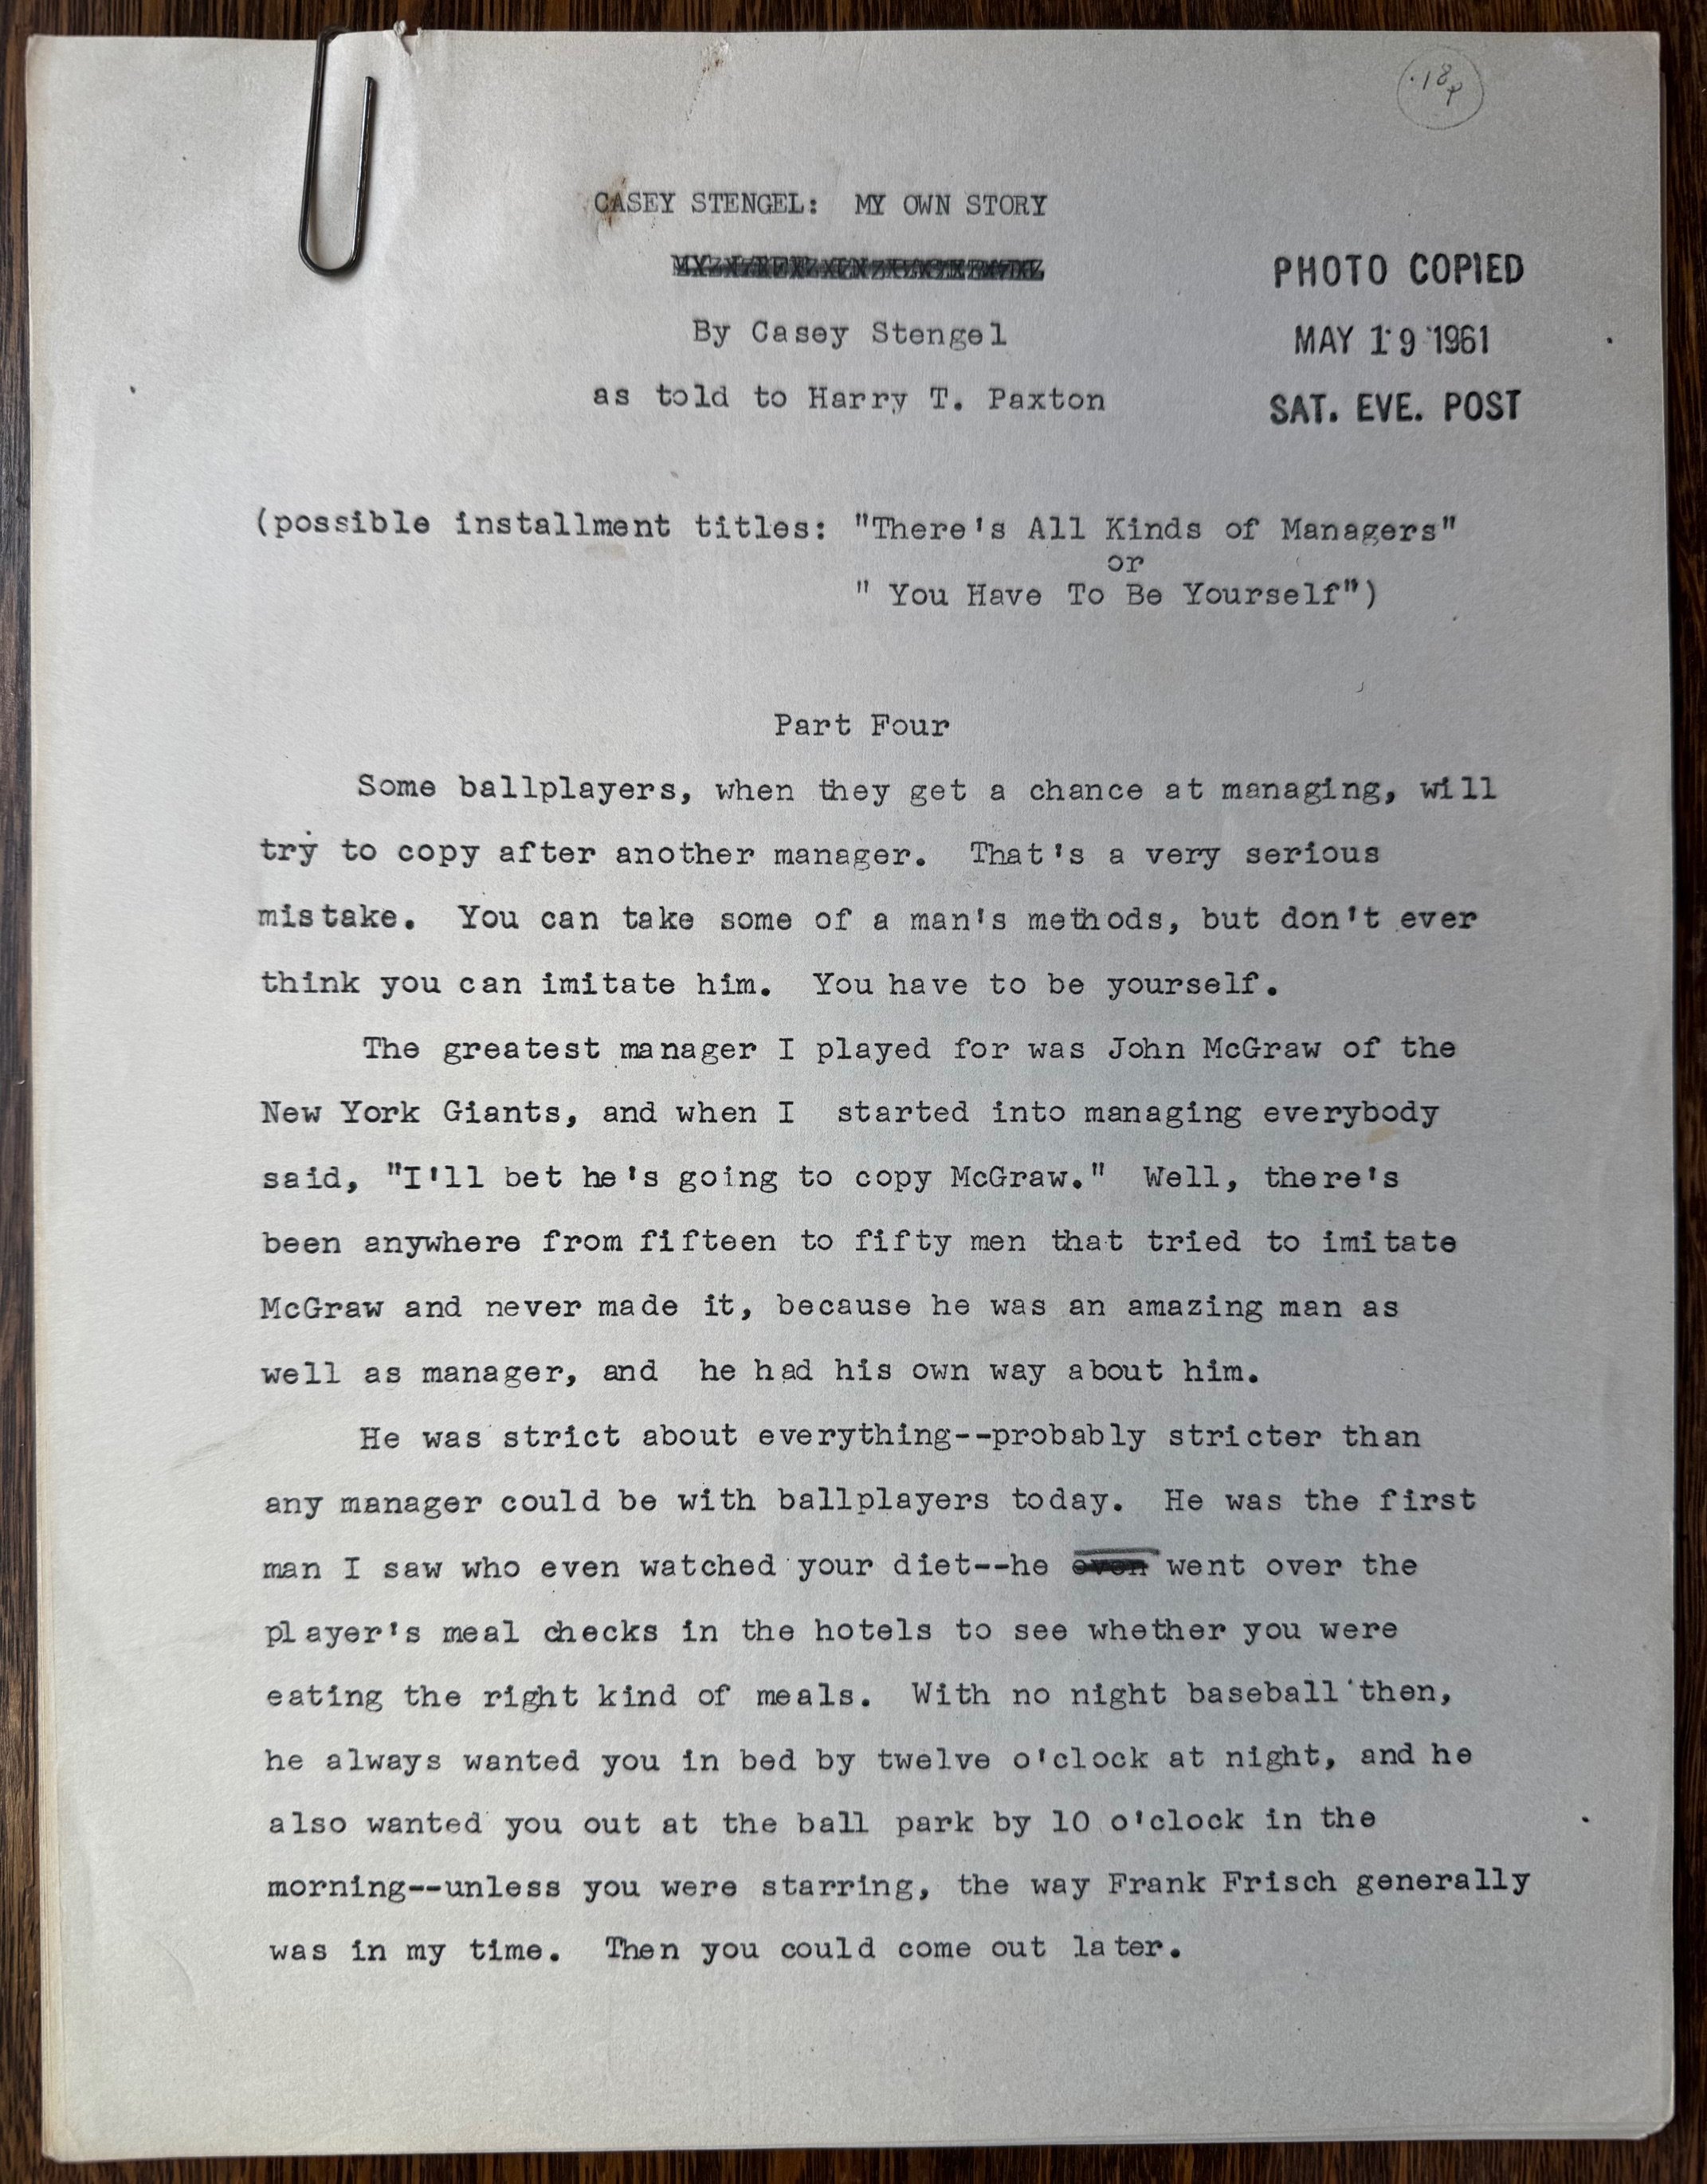 18
CASEY STENGEL: MY OWN STORY
PHOTO COPIED
By Casey Stengel
MAY 19 1961
as told to Harry T. Paxton
SAT. EVE. POST
(possible installment titles: "There's All Kinds of Managers"
or
" You Have To Be Yourself")
Part Four
Some ballplayers, when they get a chance at managing, will
try to copy after another manager. That's a very serious
mistake. You can take some of a man's methods, but don't ever
think you can imitate him. You have to be yourself.
The greatest manager I played for was John McGraw of the
New York Giants, and when I started into managing everybody
said, "I'll bet he's going to copy McGraw." Well, there's
been anywhere from fifteen to fifty men that tried to imitate
McGraw and never made it, because he was an amazing man as
well as manager, and he had his own way about him.
He was strict about everything--probably stricter than
any manager could be with ballplayers today. He was the first
man I saw who even watched your diet--he even went over the
player's meal checks in the hotels to see whether you were
eating the right kind of meals. With no night baseball then,
he always wanted you in bed by twelve o'clock at night, and he
also wanted you out at the ball park by 10 o'clock in the
morning--unless you were starring, the way Frank Frisch generally
was in my time. Then you could come out later.